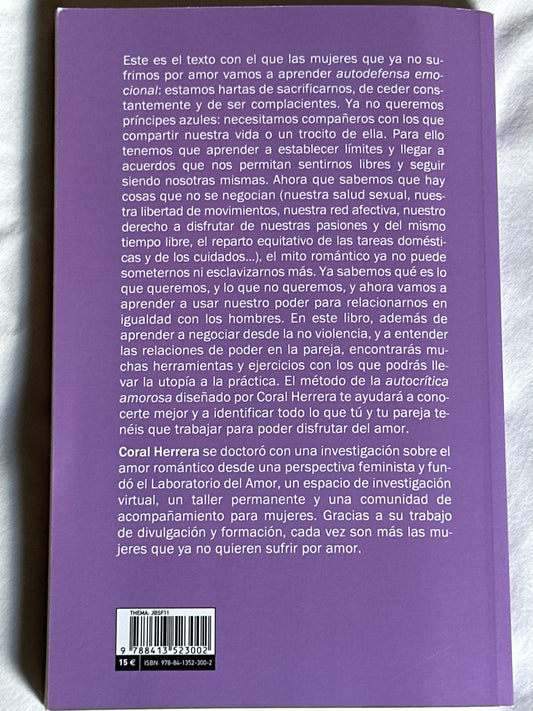 Este es el texto con el que las mujeres que ya no su-
frimos por amor vamos a aprender autodefensa emo-
cional: estamos hartas de sacrificarnos, de ceder cons-
tantemente y de ser complacientes. Ya no queremos
príncipes azules: necesitamos compañeros con los que
compartir nuestra vida o un trocito de ella. Para ello
tenemos que aprender a establecer límites y llegar a
acuerdos que nos permitan sentirnos libres y seguir
siendo nosotras mismas. Ahora que sabemos que hay
cosas que no se negocian (nuestra salud sexual, nues-
tra libertad de movimientos, nuestra red afectiva, nuestro
derecho a disfrutar de nuestras pasiones y del mismo
tiempo libre, el reparto equitativo de las tareas domésti-
cas y de los cuidados...), el mito romántico ya no puede
someternos ni esclavizarnos más. Ya sabemos qué es lo
que queremos, y lo que no queremos, y ahora vamos a
aprender a usar nuestro poder para relacionarnos en
igualdad con los hombres. En este libro, además de
aprender a negociar desde la no violencia, y a entender
las relaciones de poder en la pareja, encontrarás mu-
chas herramientas y ejercicios con los que podrás lle-
var la utopía a la práctica. El método de la autocrítica
amorosa diseñado por Coral Herrera te ayudará a cono-
certe mejor y a identificar todo lo que tú y tu pareja te-
néis que trabajar para poder disfrutar del amor.
Coral Herrera se doctoró con una investigación sobre el
amor romántico desde una perspectiva feminista y fun-
dó el Laboratorio del Amor, un espacio de investigación
virtual, un taller permanente y una comunidad de
acompañamiento para mujeres. Gracias a su trabajo
de divulgación y formación, cada vez son más las mu-
jeres que ya no quieren sufrir por amor.
THEMA: JBSF11
9 788413 523002
15 € ISBN 978-84-1352-300-2